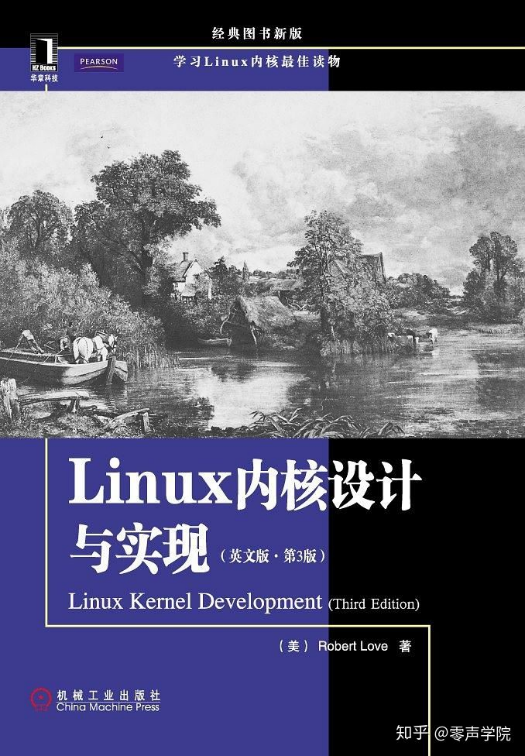 经典图书新版
学习Linux内核最佳读物
HZ Books
华章科技
PEARSON
Linux内核设计
与实现(英文版·第3版)
Linux Kernel Development (Third Edition)
(美) Robert Love 著
机械工业出版社
China Machine Press
知乎 @零声学院